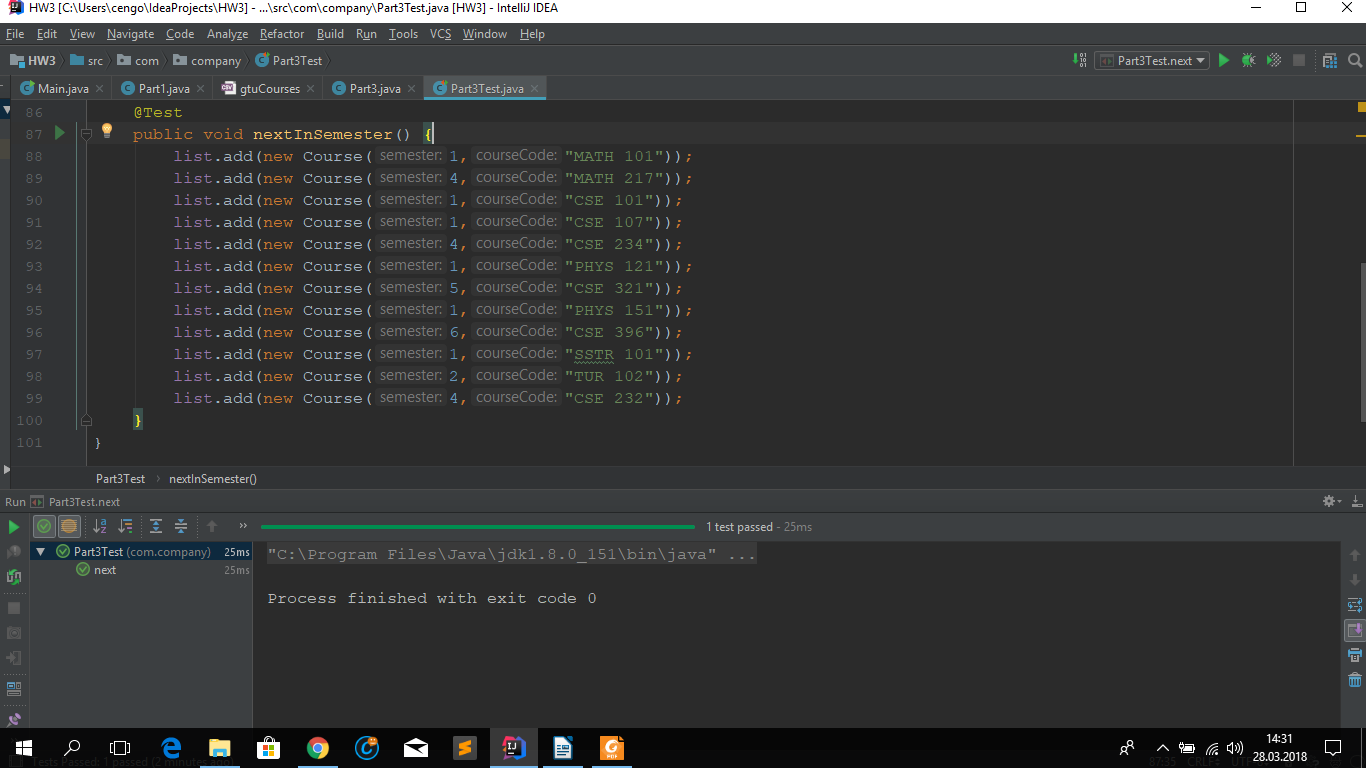 HW3 [C:\Users\cengo\IdeaProjects\HW3] - ...\src\com\company\Part3Test.java [HW3] - IntelliJ IDEA
File Edit View Navigate Code Analyze Refactor Build Run Tools VCS Window Help
HW3 src com company Part3Test Part3Test.next
Main.java Part1.java gtuCourses Part3.java Part3Test.java
86 @Test
87 public void nextInSemester() {
88 list.add(new Course( semester: 1, courseCode: "MATH 101"));
89 list.add(new Course( semester: 4, courseCode: "MATH 217"));
90 list.add(new Course( semester: 1, courseCode: "CSE 101"));
91 list.add(new Course( semester: 1, courseCode: "CSE 107"));
92 list.add(new Course( semester: 4, courseCode: "CSE 234"));
93 list.add(new Course( semester: 1, courseCode: "PHYS 121"));
94 list.add(new Course( semester: 5, courseCode: "CSE 321"));
95 list.add(new Course( semester: 1, courseCode: "PHYS 151"));
96 list.add(new Course( semester: 6, courseCode: "CSE 396"));
97 list.add(new Course( semester: 1, courseCode: "SSTR 101"));
98 list.add(new Course( semester: 2, courseCode: "TUR 102"));
99 list.add(new Course( semester: 4, courseCode: "CSE 232"));
100 }
101 }
Part3Test nextInSemester()
Run Part3Test.next
1 test passed - 25ms
Part3Test (com.company) 25ms
next 25ms
"C:\Program Files\Java\jdk1.8.0_151\bin\java" ...
Process finished with exit code 0
14:31
28.03.2018
Tests Passed: 1 passed (2 minutes ago)
87:35 CRLF